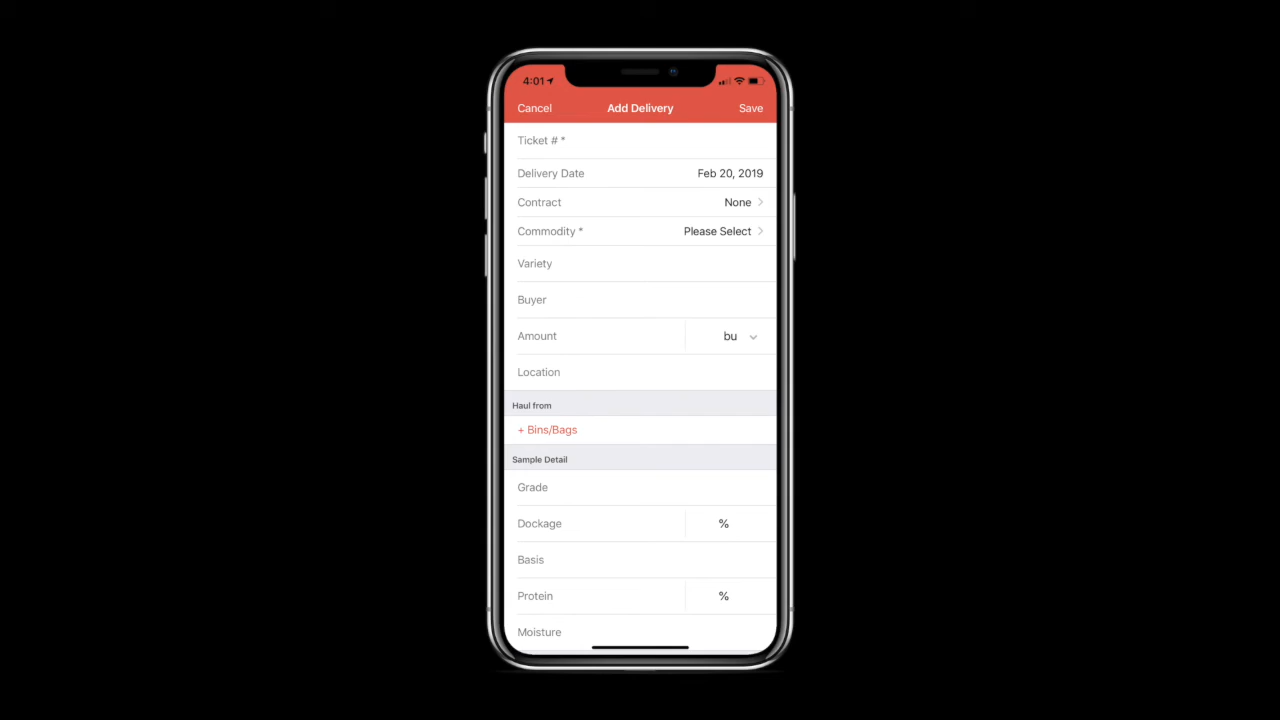 4:01
Cancel Add Delivery Save
Ticket # *
Delivery Date Feb 20, 2019
Contract None
Commodity * Please Select
Variety
Buyer
Amount bu
Location
Haul from
+ Bins/Bags
Sample Detail
Grade
Dockage %
Basis
Protein %
Moisture